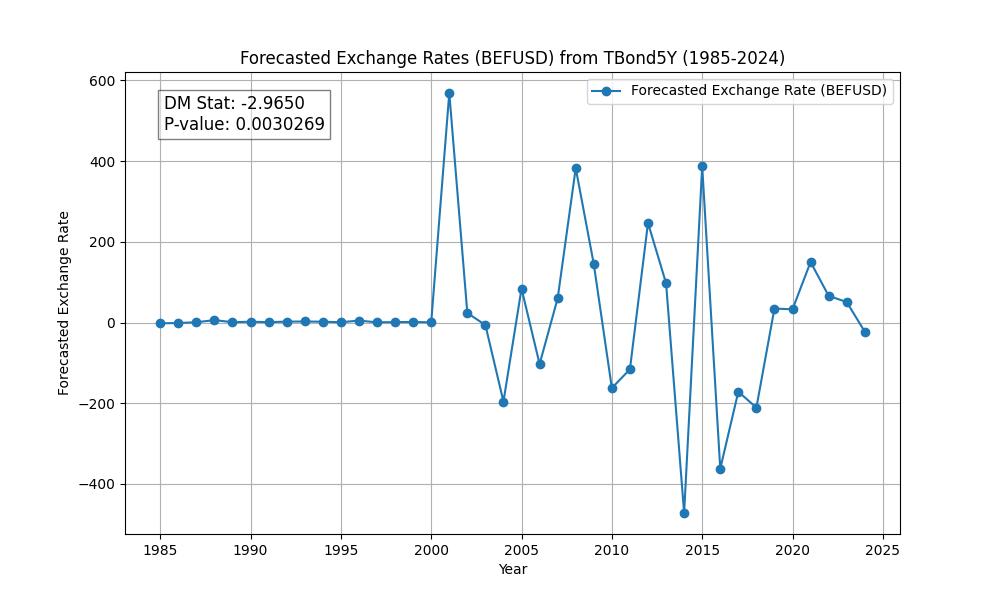 Forecasted Exchange Rates (BEFUSD) from TBond5Y (1985-2024)
DM Stat: -2.9650
P-value: 0.0030269
Forecasted Exchange Rate (BEFUSD)
Forecasted Exchange Rate
600
400
200
0
−200
−400
1985 1990 1995 2000 2005 2010 2015 2020 2025
Year